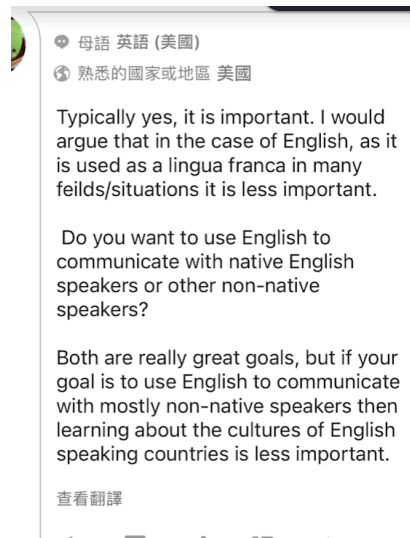 母語 英語 (美國)
熟悉的國家或地區 美國
Typically yes, it is important. I would
argue that in the case of English, as it
is used as a lingua franca in many
feilds/situations it is less important.
Do you want to use English to
communicate with native English
speakers or other non-native
speakers?
Both are really great goals, but if your
goal is to use English to communicate
with mostly non-native speakers then
learning about the cultures of English
speaking countries is less important.
查看翻譯